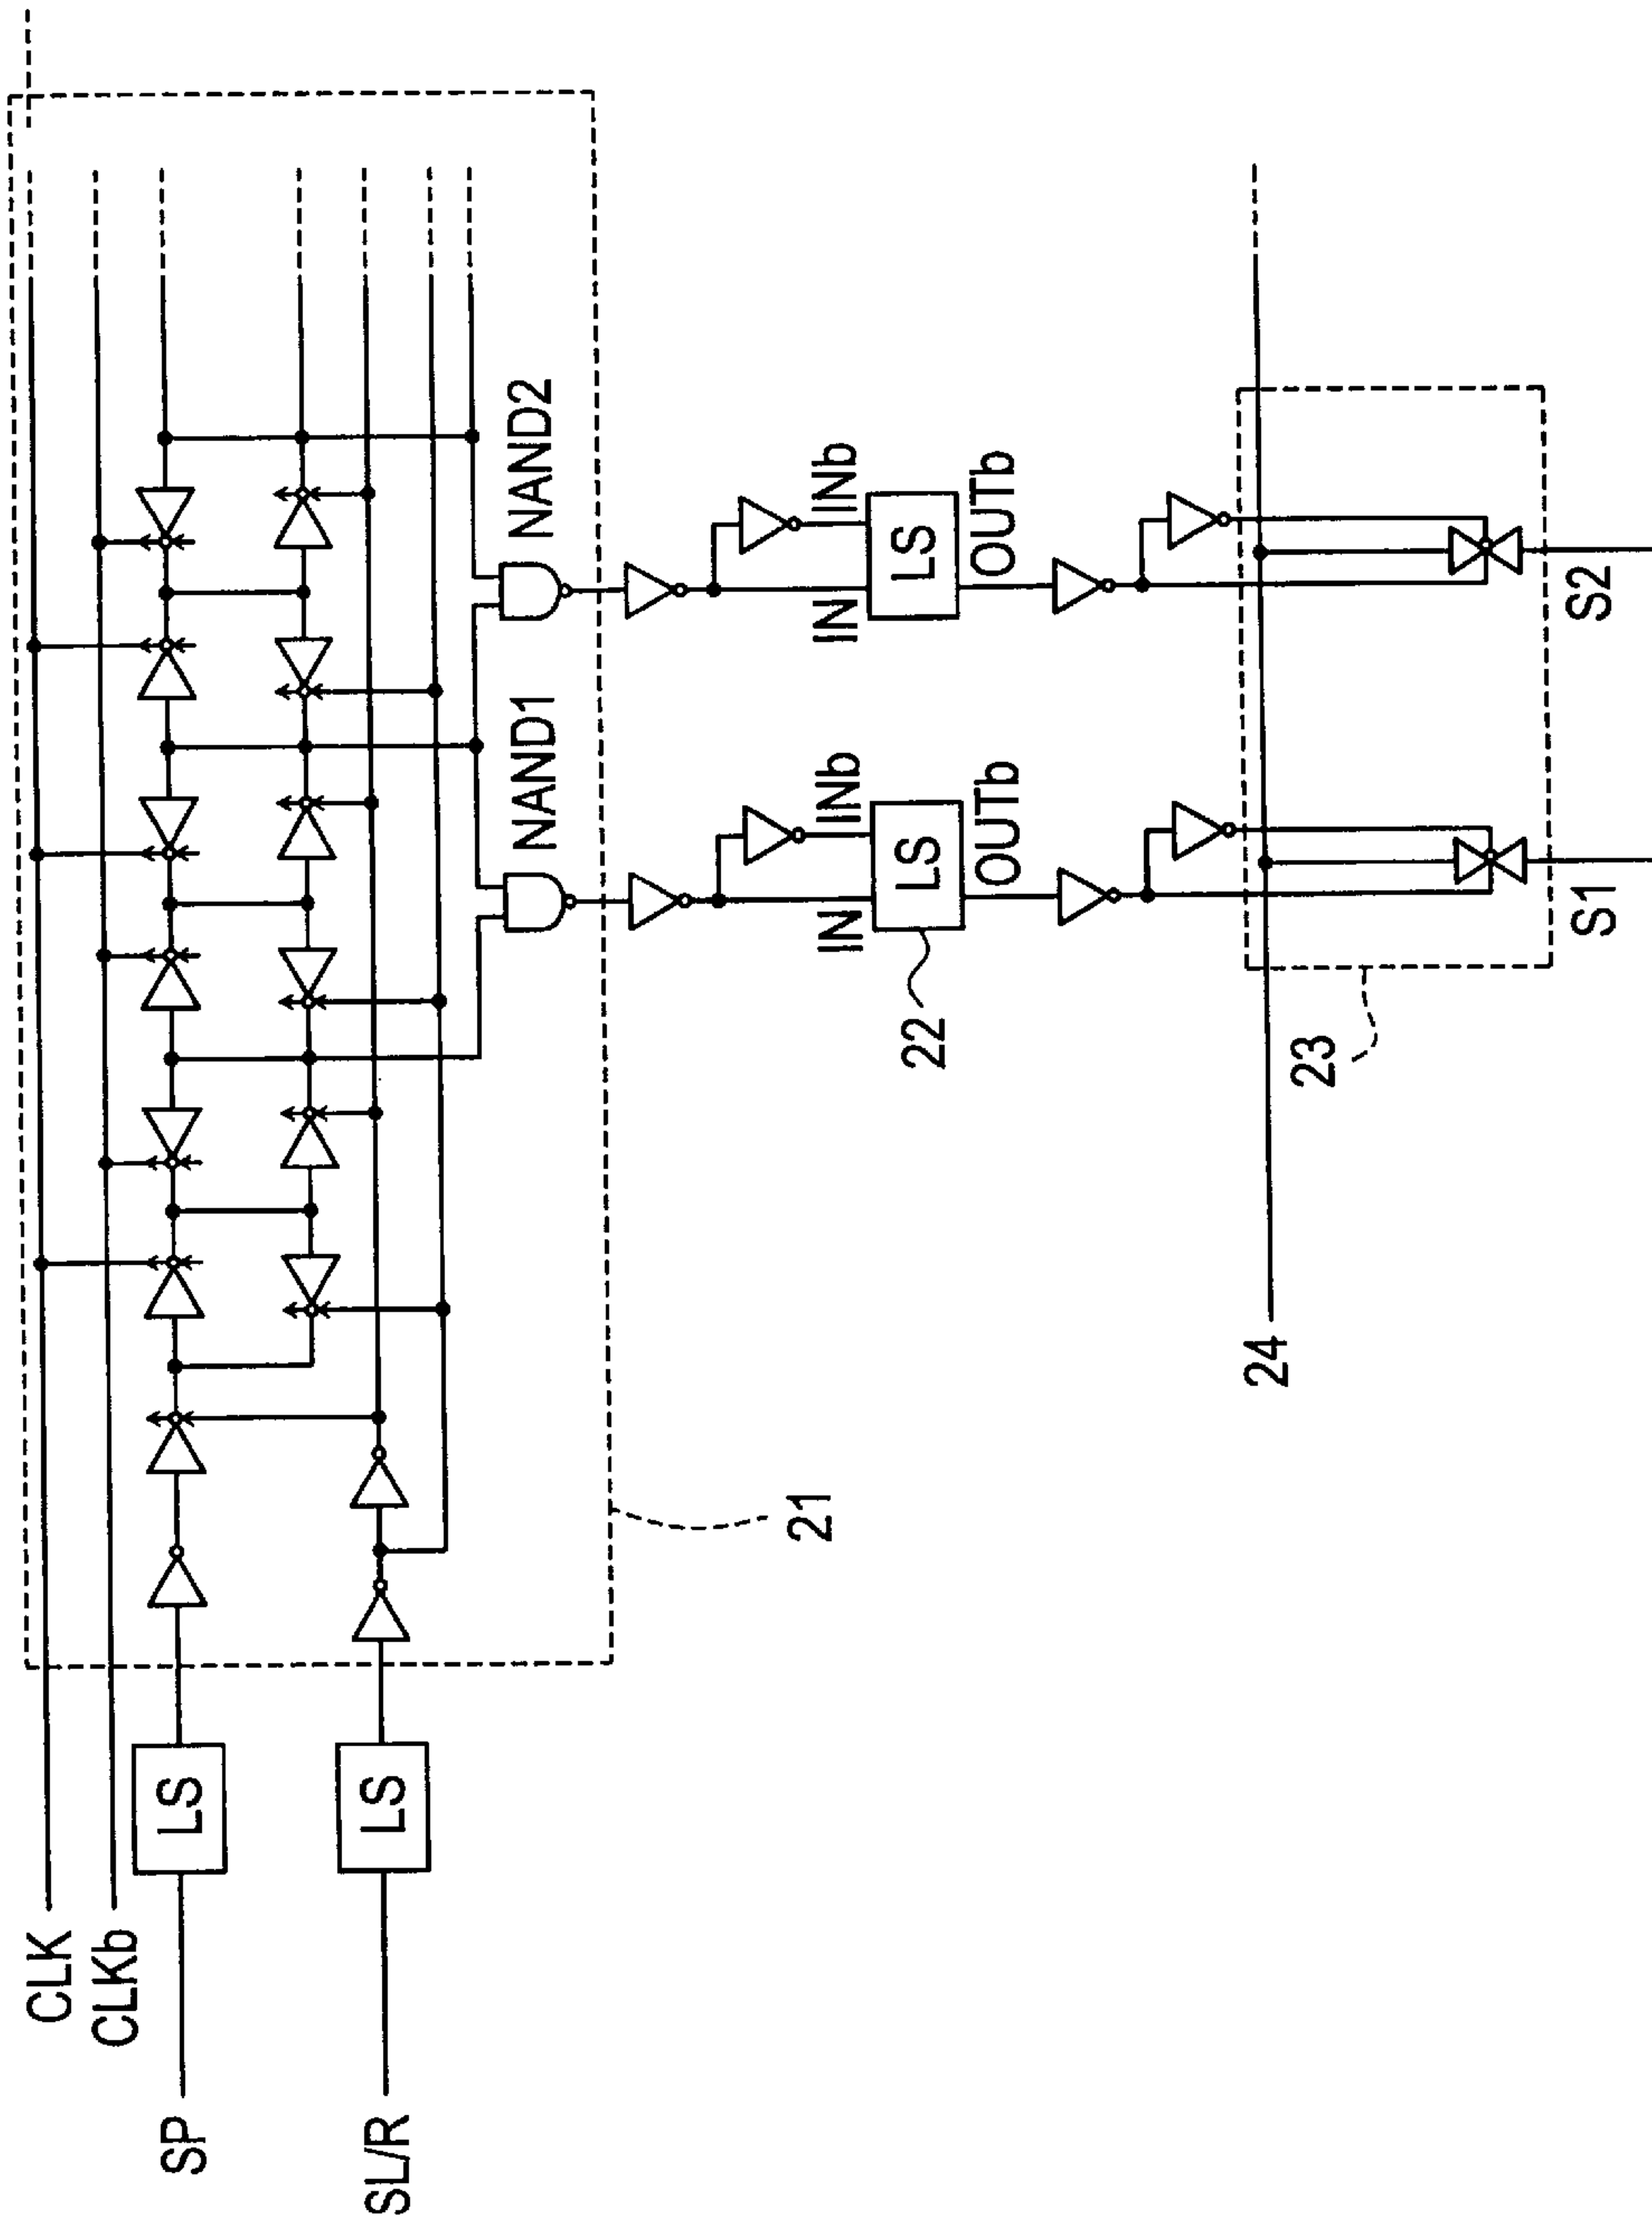 CLK
CLKb
SP
LS
SL/R
LS
21
NAND1
NAND2
IN
INb
LS
OUTb
22
IN
INb
LS
OUTb
23
24
S1
S2